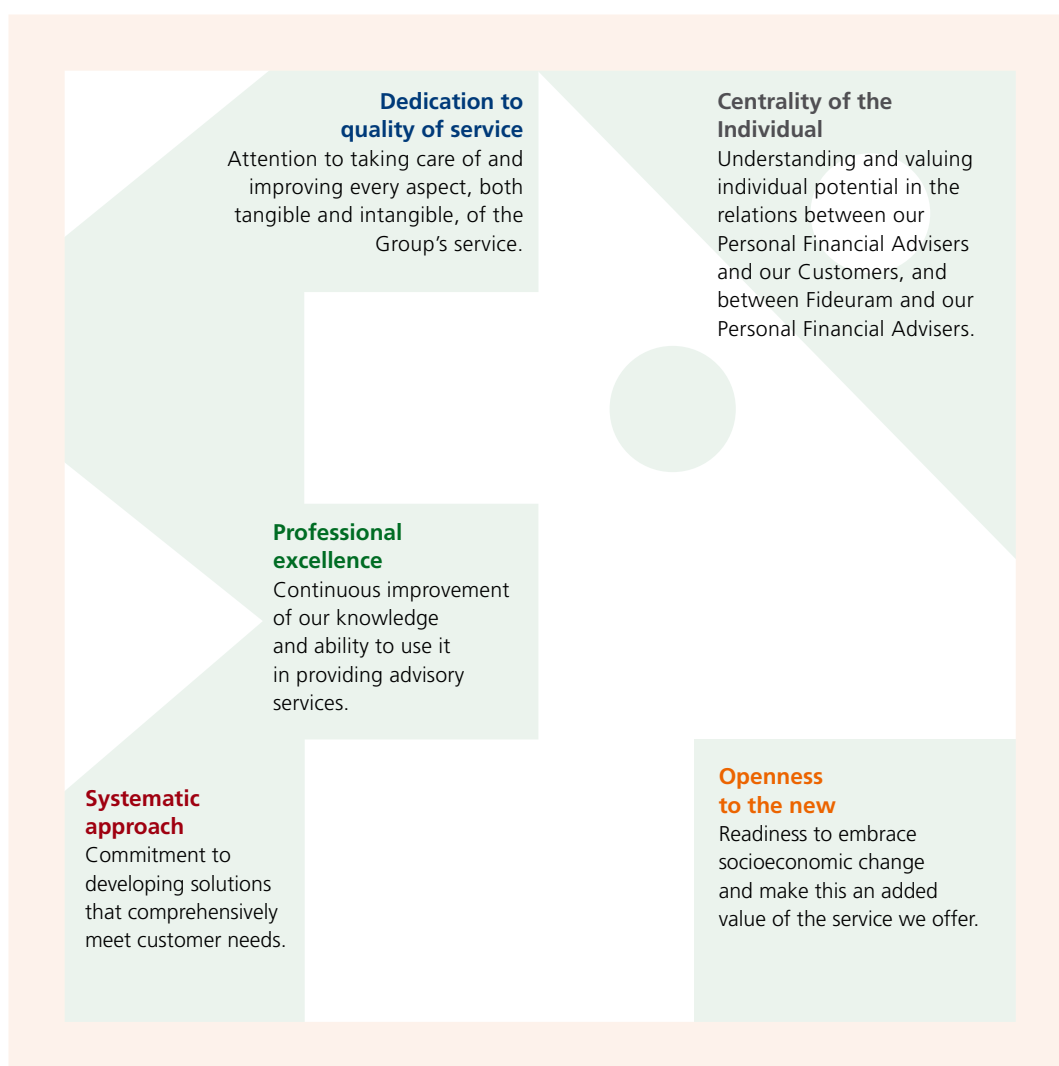 Dedication to
quality of service
Attention to taking care of and
improving every aspect, both
tangible and intangible, of the
Group’s service.
Centrality of the
Individual
Understanding and valuing
individual potential in the
relations between our
Personal Financial Advisers
and our Customers, and
between Fideuram and our
Personal Financial Advisers.
Professional
excellence
Continuous improvement
of our knowledge
and ability to use it
in providing advisory
services.
Systematic
approach
Commitment to
developing solutions
that comprehensively
meet customer needs.
Openness
to the new
Readiness to embrace
socioeconomic change
and make this an added
value of the service we offer.